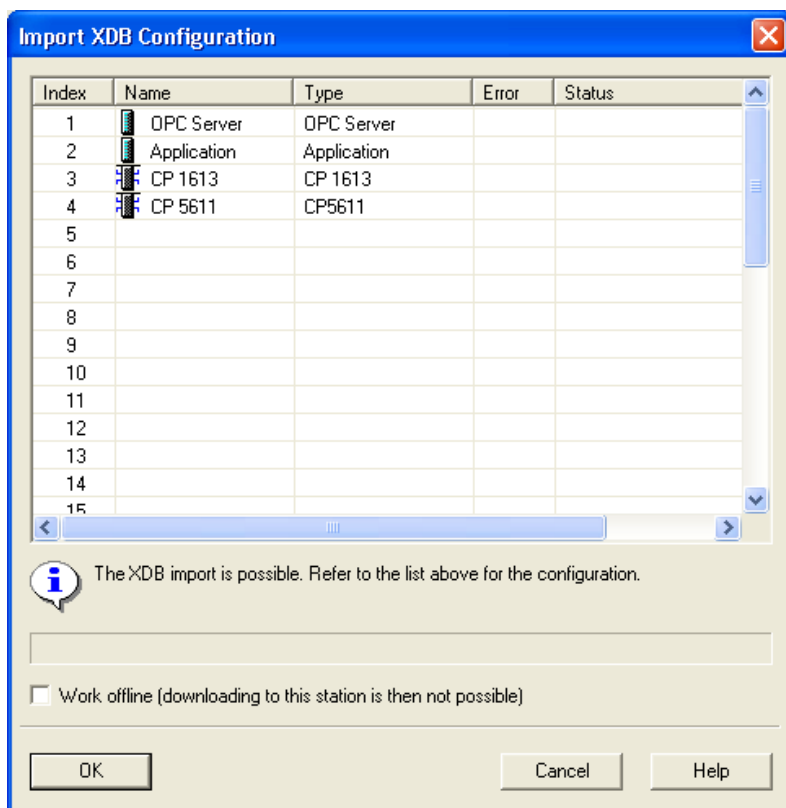 Import XDB Configuration
Index Name Type Error Status
1 OPC Server OPC Server
2 Application Application
3 CP 1613 CP 1613
4 CP 5611 CP5611
5
6
7
8
9
10
11
12
13
14
15
The XDB import is possible. Refer to the list above for the configuration.
Work offline (downloading to this station is then not possible)
OK Cancel Help